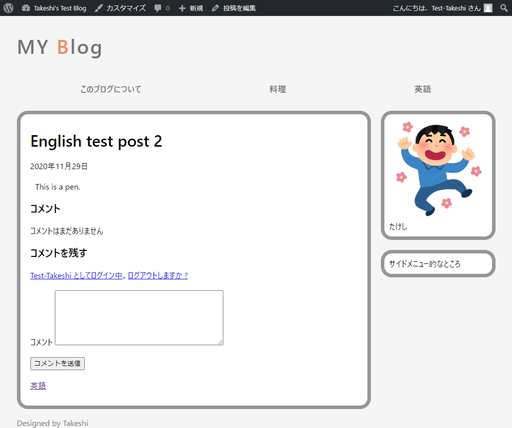 Takeshi's Test Blog カスタマイズ 0 新規 投稿を編集 こんにちは、Test-Takeshi さん
MY Blog
このブログについて 料理 英語
English test post 2
2020年11月29日
This is a pen.
コメント
コメントはまだありません
コメントを残す
Test-Takeshi としてログイン中。ログアウトしますか ?
コメント
コメントを送信
英語
たけし
サイドメニュー的なところ
Designed by Takeshi